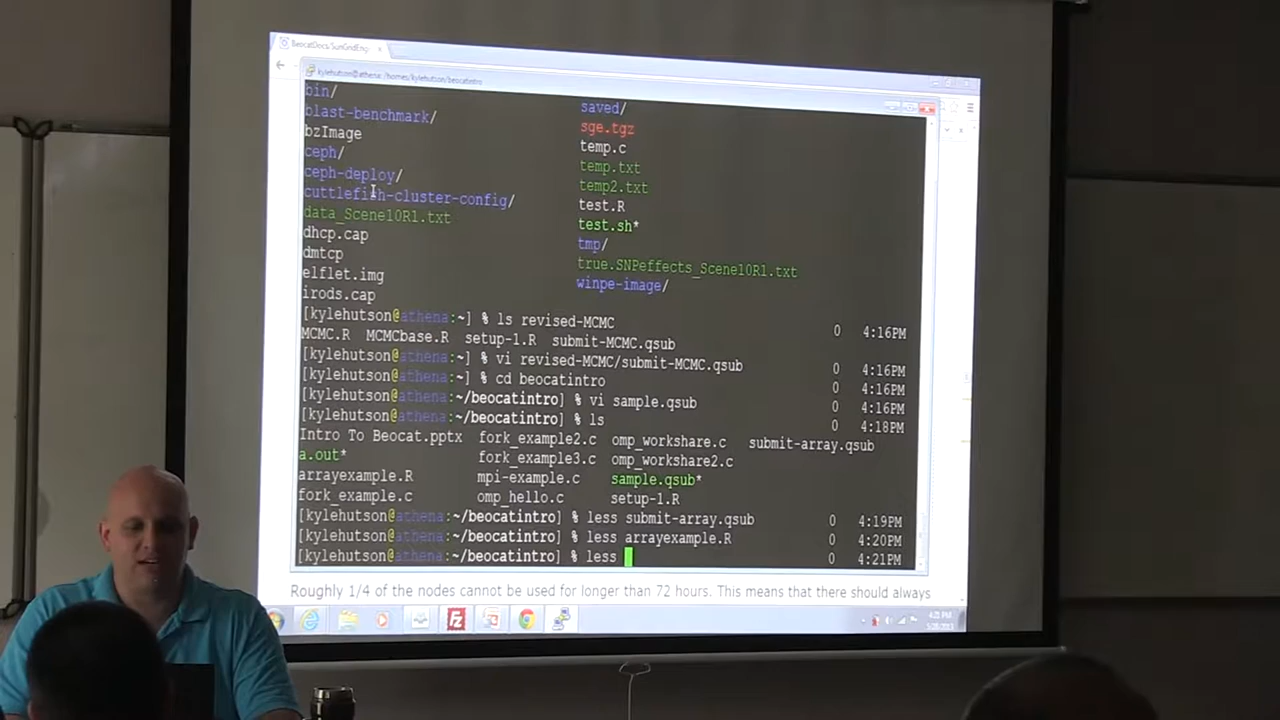 BeocatDocs/SunGridEng
kylehutson@athena: /homes/kylehutson/beocatintro
bin/ saved/
blast-benchmark/ sge.tgz
bzImage temp.c
ceph/ temp.txt
ceph-deploy/ temp2.txt
cuttlefish-cluster-config/ test.R
data_Scene10R1.txt test.sh*
dhcp.cap tmp/
dmtcp true.SNPeffects_Scene10R1.txt
elflet.img winpe-image/
irods.cap
[kylehutson@athena:~] % ls revised-MCMC 0 4:16PM
MCMC.R MCMCbase.R setup-1.R submit-MCMC.qsub
[kylehutson@athena:~] % vi revised-MCMC/submit-MCMC.qsub 0 4:16PM
[kylehutson@athena:~] % cd beocatintro 0 4:16PM
[kylehutson@athena:~/beocatintro] % vi sample.qsub 0 4:16PM
[kylehutson@athena:~/beocatintro] % ls 0 4:18PM
Intro To Beocat.pptx fork_example2.c omp_workshare.c submit-array.qsub
a.out* fork_example3.c omp_workshare2.c
arrayexample.R mpi-example.c sample.qsub*
fork_example.c omp_hello.c setup-1.R
[kylehutson@athena:~/beocatintro] % less submit-array.qsub 0 4:19PM
[kylehutson@athena:~/beocatintro] % less arrayexample.R 0 4:20PM
[kylehutson@athena:~/beocatintro] % less 0 4:21PM
Roughly 1/4 of the nodes cannot be used for longer than 72 hours. This means that there should always